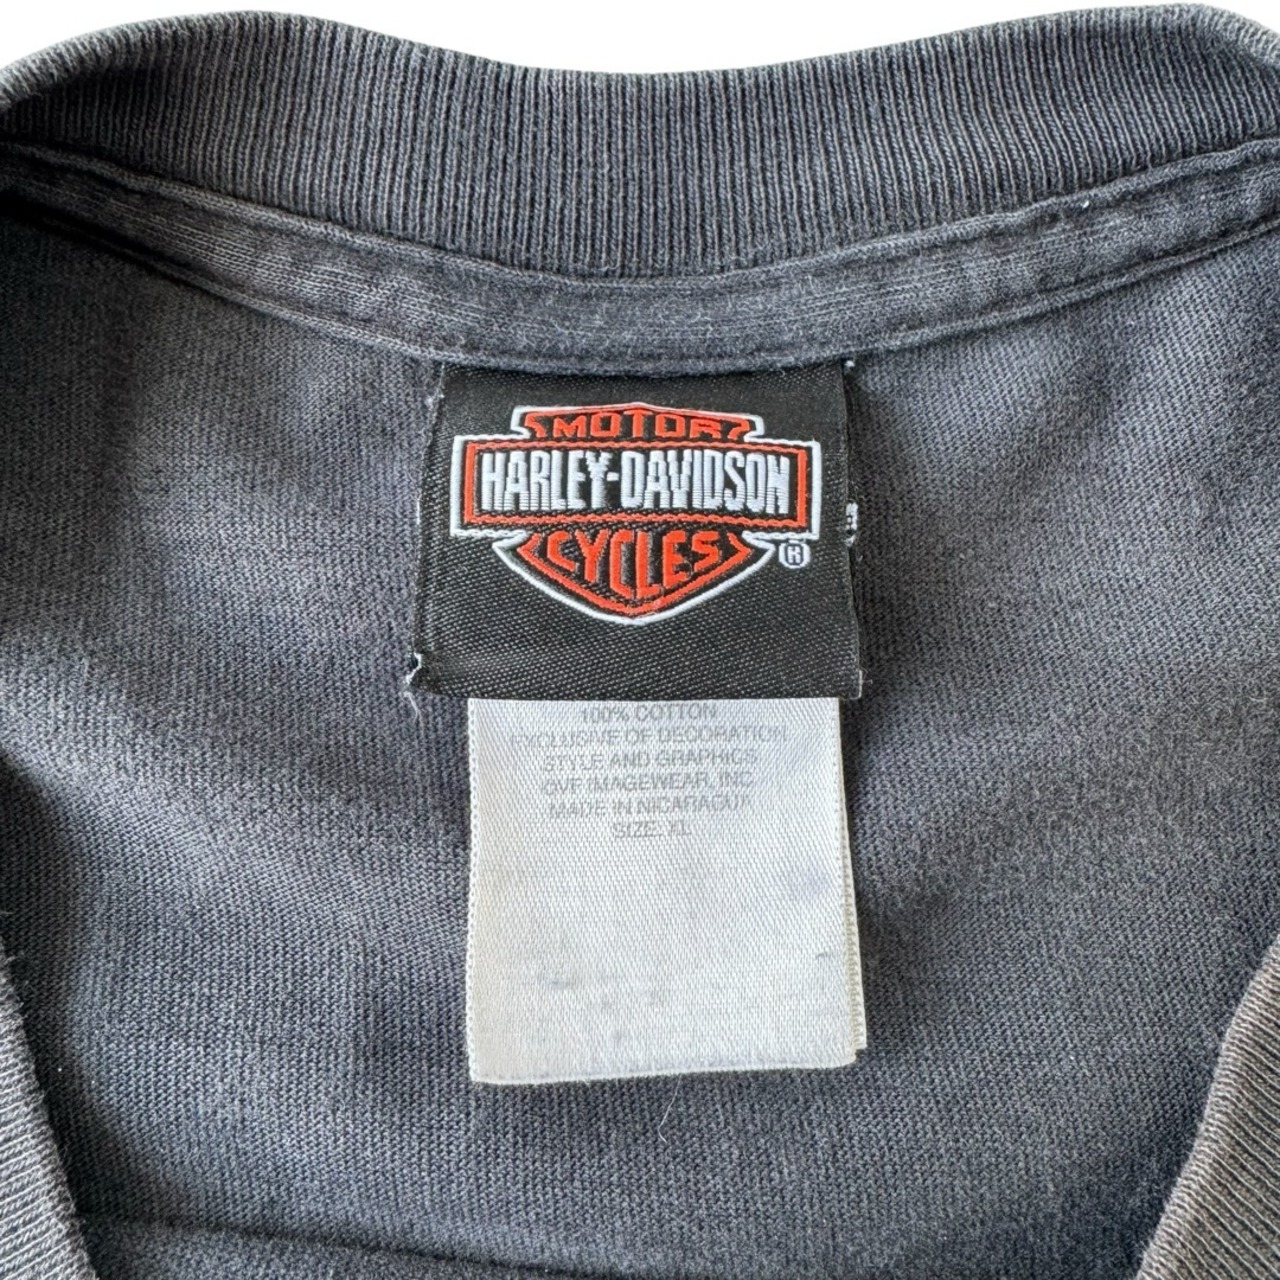 MOTOR
HARLEY-DAVIDSON
CYCLES
®
100% COTTON
EXCLUSIVE OF DECORATION
STYLE AND GRAPHICS
©VF IMAGEWEAR, INC
MADE IN NICARAGUA
SIZE: XL